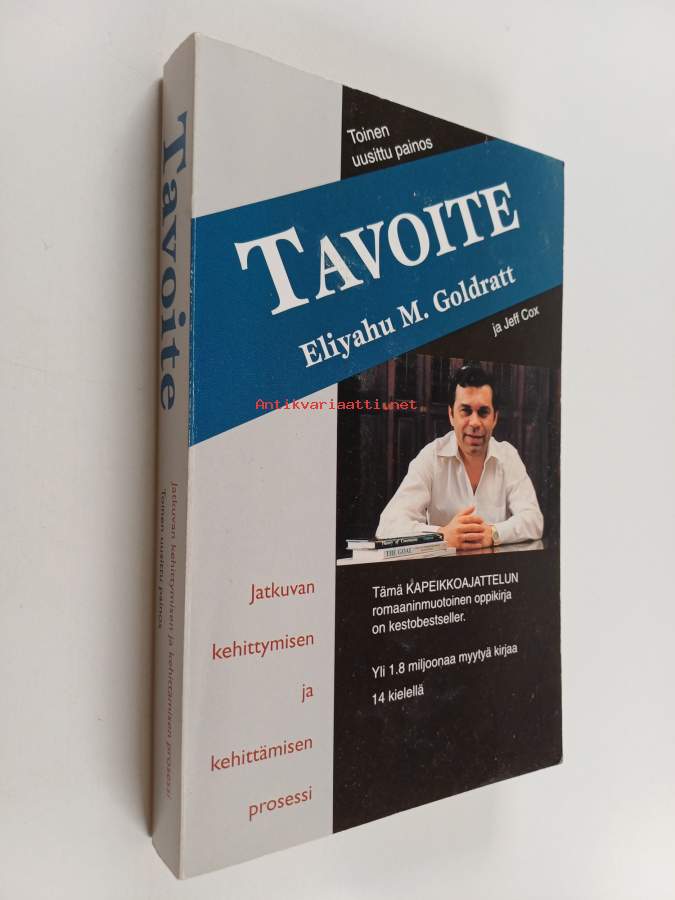 Toinen
uusittu painos
TAVOITE
Eliyahu M. Goldratt
ja Jeff Cox
Antikvariaatti.net
THE GOAL
Tämä KAPEIKKOAJATTELUN
romaaninmuotoinen oppikirja
on kestobestseller.
Yli 1.8 miljoonaa myytyä kirjaa
14 kielellä
Jatkuvan
kehittymisen
ja
kehittämisen
prosessi
Tavoite
Jatkuvan kehittymisen ja kehittämisen prosessi
Toinen uusittu painos